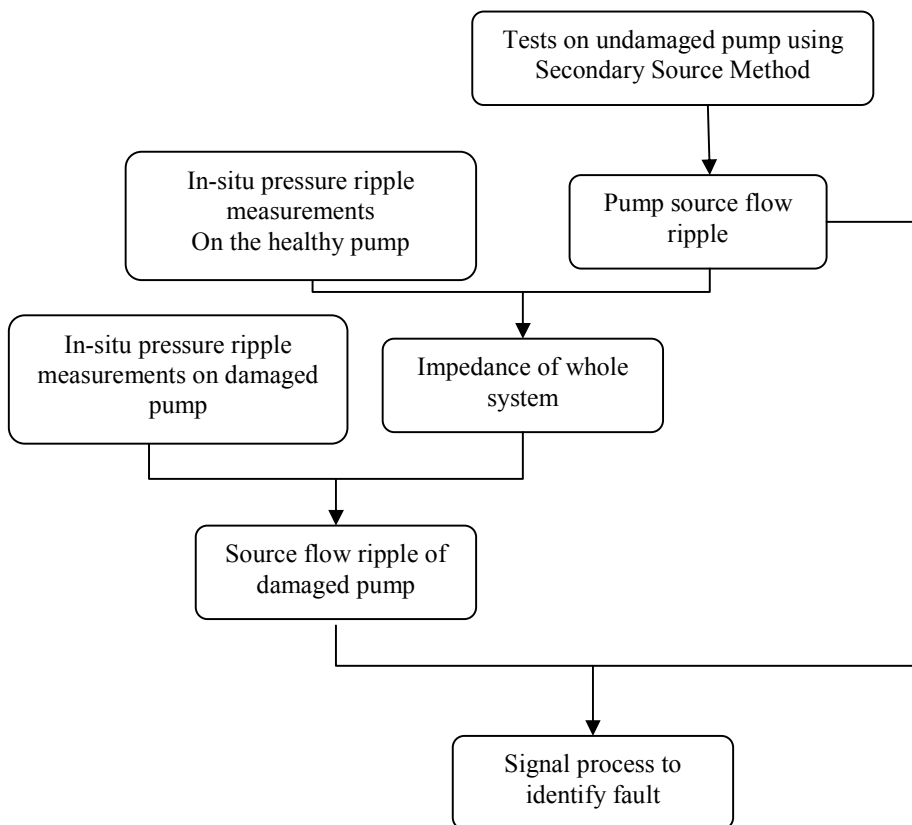 Tests on undamaged pump using
Secondary Source Method
In-situ pressure ripple
measurements
On the healthy pump
Pump source flow
ripple
In-situ pressure ripple
measurements on damaged
pump
Impedance of whole
system
Source flow ripple of
damaged pump
Signal process to
identify fault